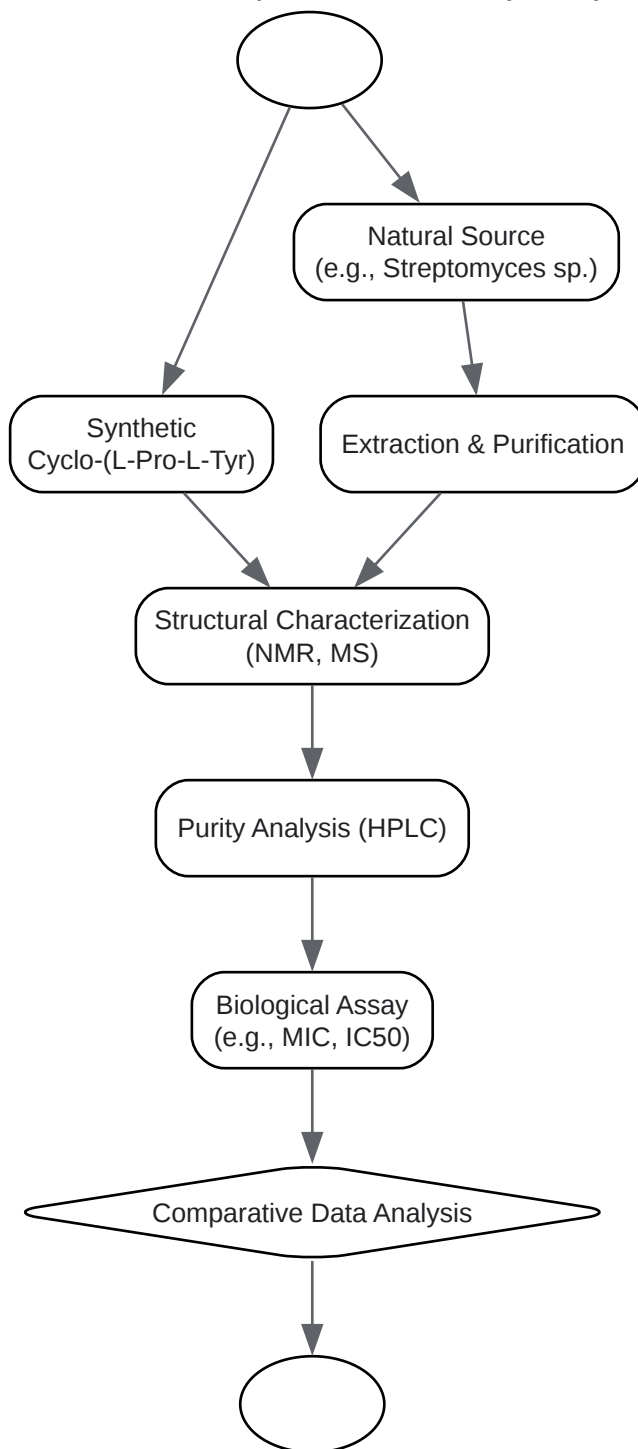 Natural Source
(e.g., Streptomyces sp.)
Synthetic
Cyclo-(L-Pro-L-Tyr)
Extraction & Purification
Structural Characterization
(NMR, MS)
Purity Analysis (HPLC)
Biological Assay
(e.g., MIC, IC50)
Comparative Data Analysis